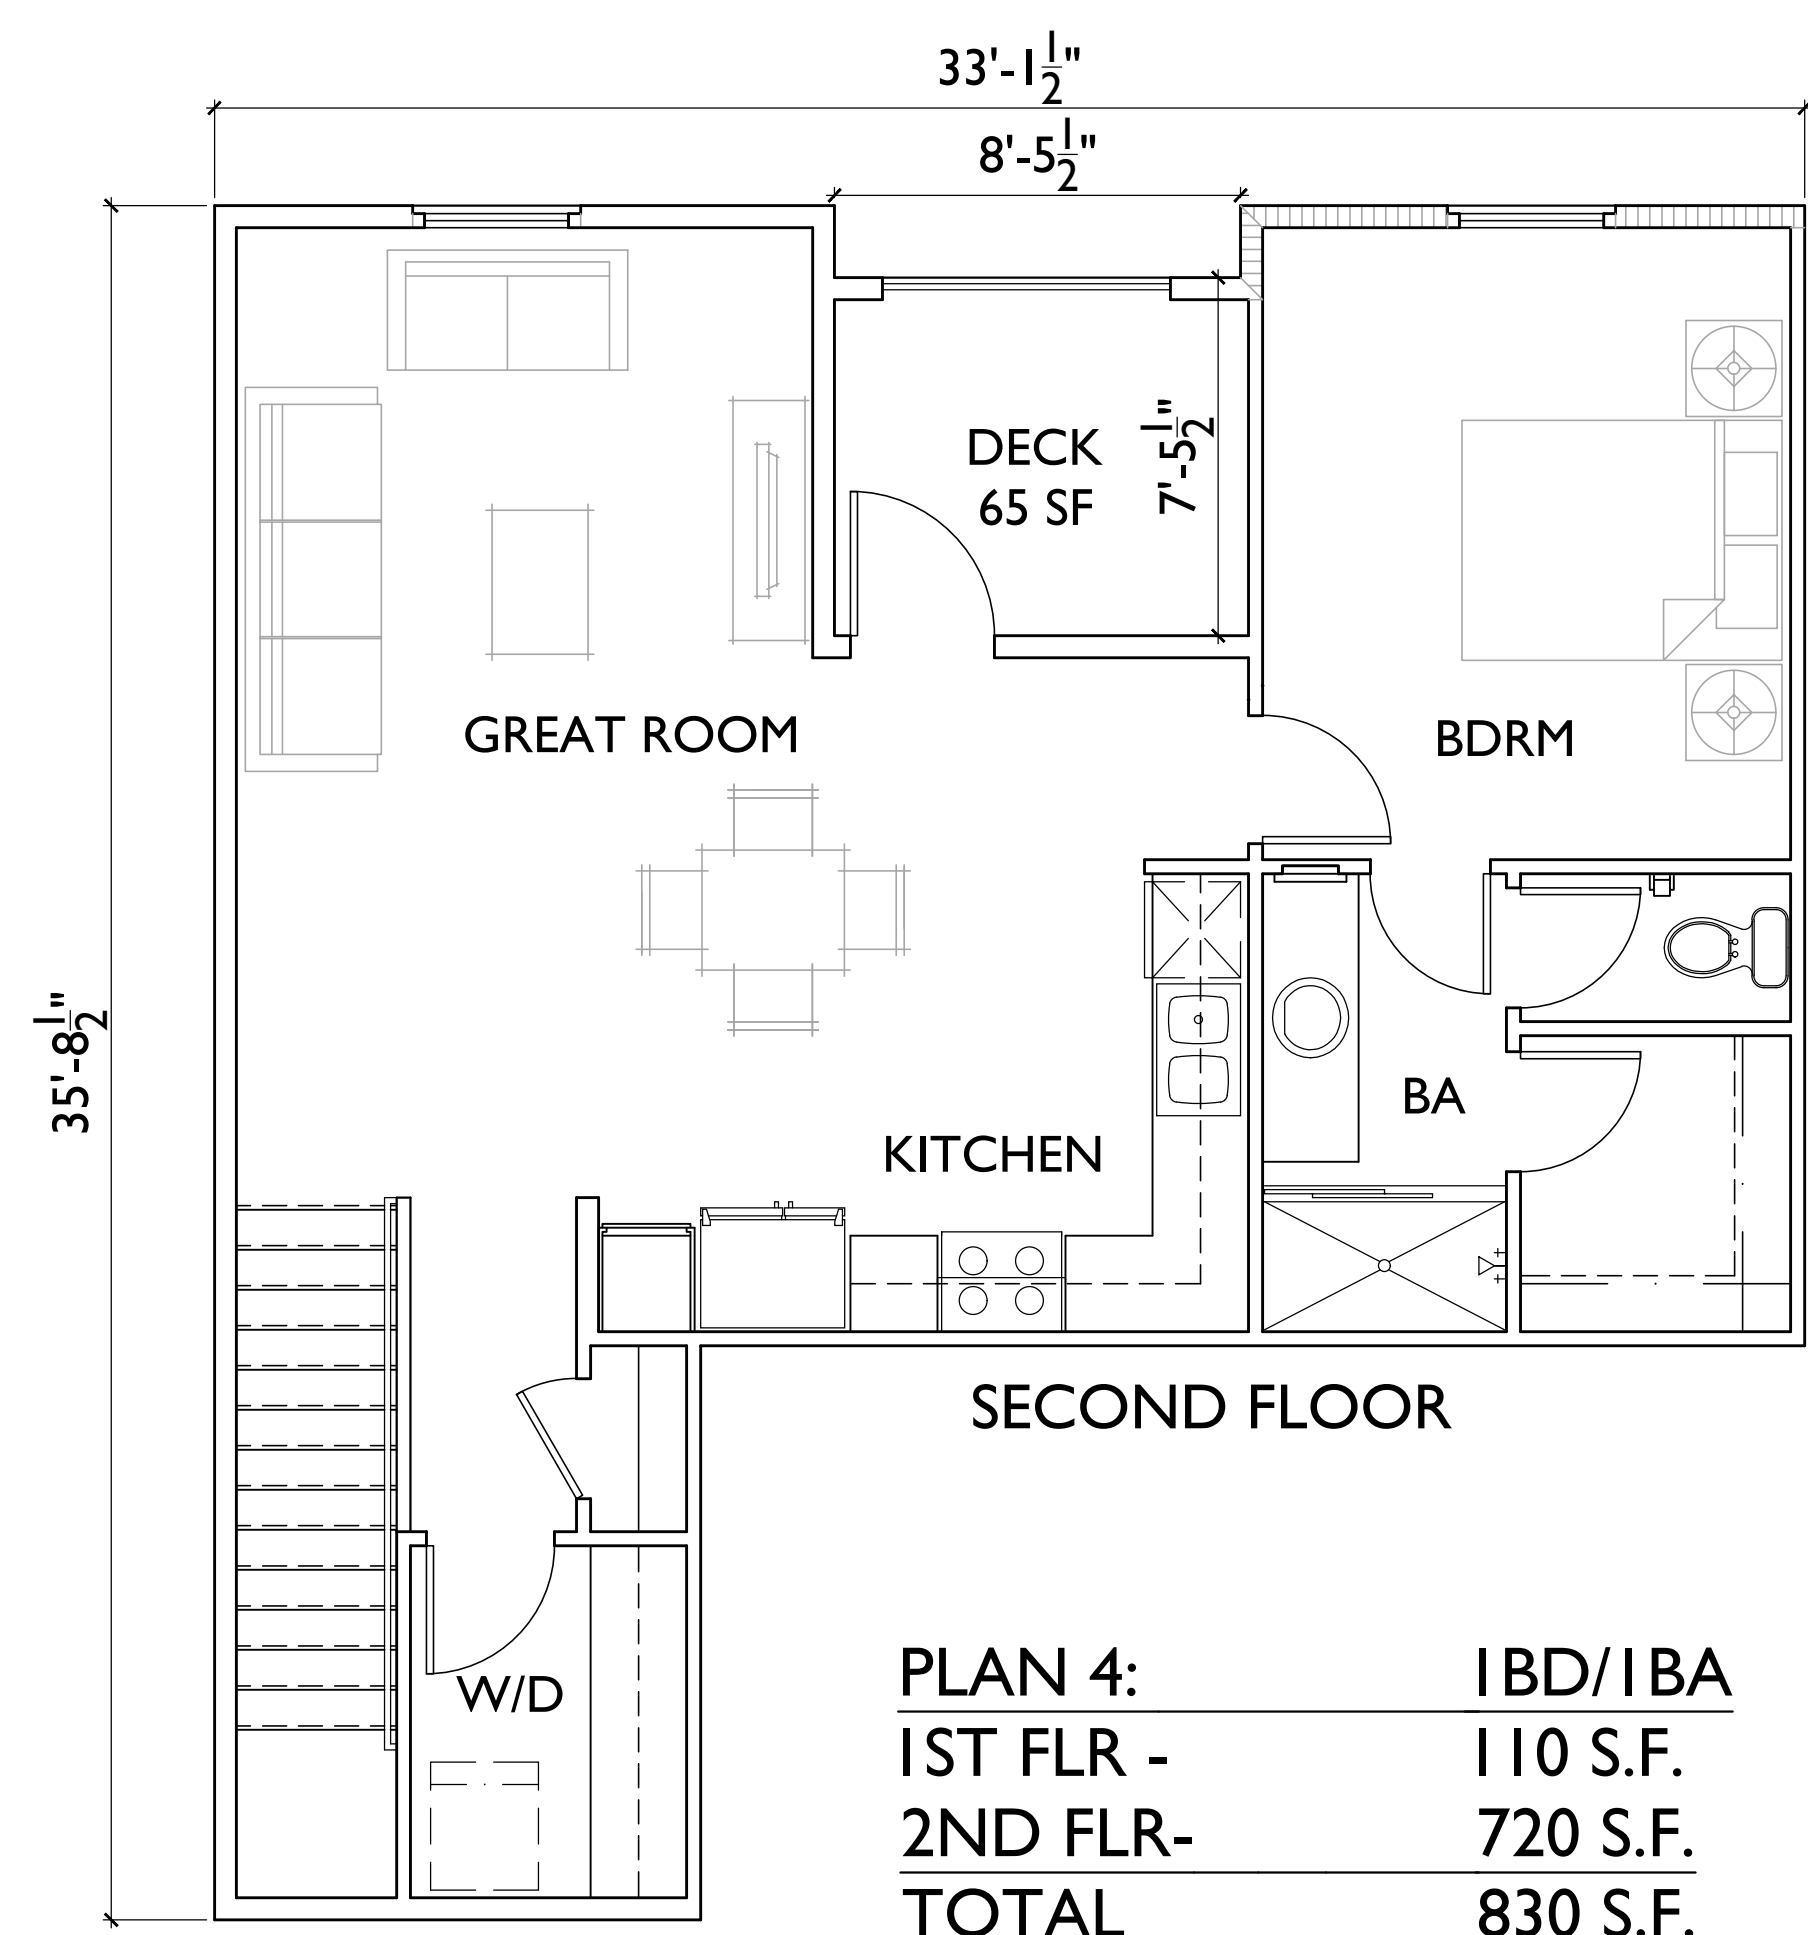 33'-1 1/2"
8'-5 1/2"
DECK
65 SF
7'-5 1/2"
GREAT ROOM
BDRM
35'-8 1/2"
BA
KITCHEN
SECOND FLOOR
W/D
PLAN 4: 1BD/1BA
1ST FLR - 110 S.F.
2ND FLR- 720 S.F.
TOTAL 830 S.F.